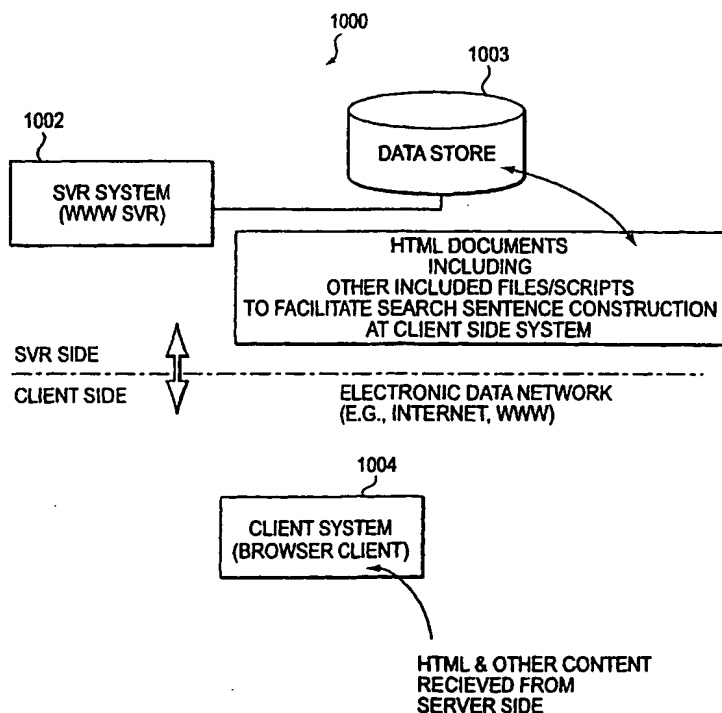 1000
1003
1002
DATA STORE
SVR SYSTEM
(WWW SVR)
HTML DOCUMENTS
INCLUDING
OTHER INCLUDED FILES/SCRIPTS
TO FACILITATE SEARCH SENTENCE CONSTRUCTION
AT CLIENT SIDE SYSTEM
SVR SIDE
CLIENT SIDE
ELECTRONIC DATA NETWORK
(E.G., INTERNET, WWW)
1004
CLIENT SYSTEM
(BROWSER CLIENT)
HTML & OTHER CONTENT
RECIEVED FROM
SERVER SIDE